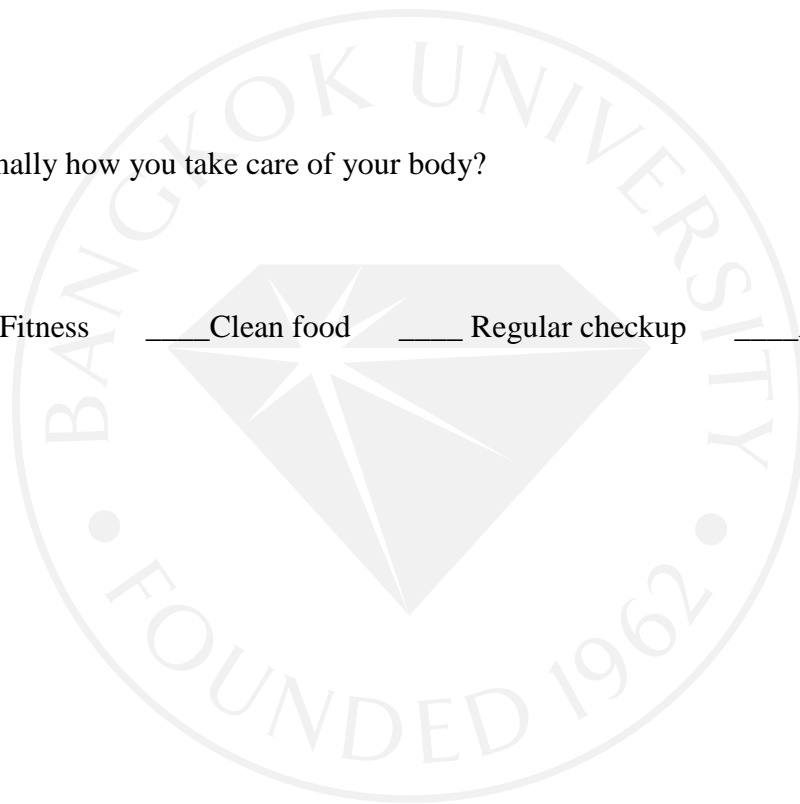 nally how you take care of your body?
Fitness ____Clean food ____ Regular checkup ____
BANGKOK UNIVERSITY
• FOUNDED 1962 •